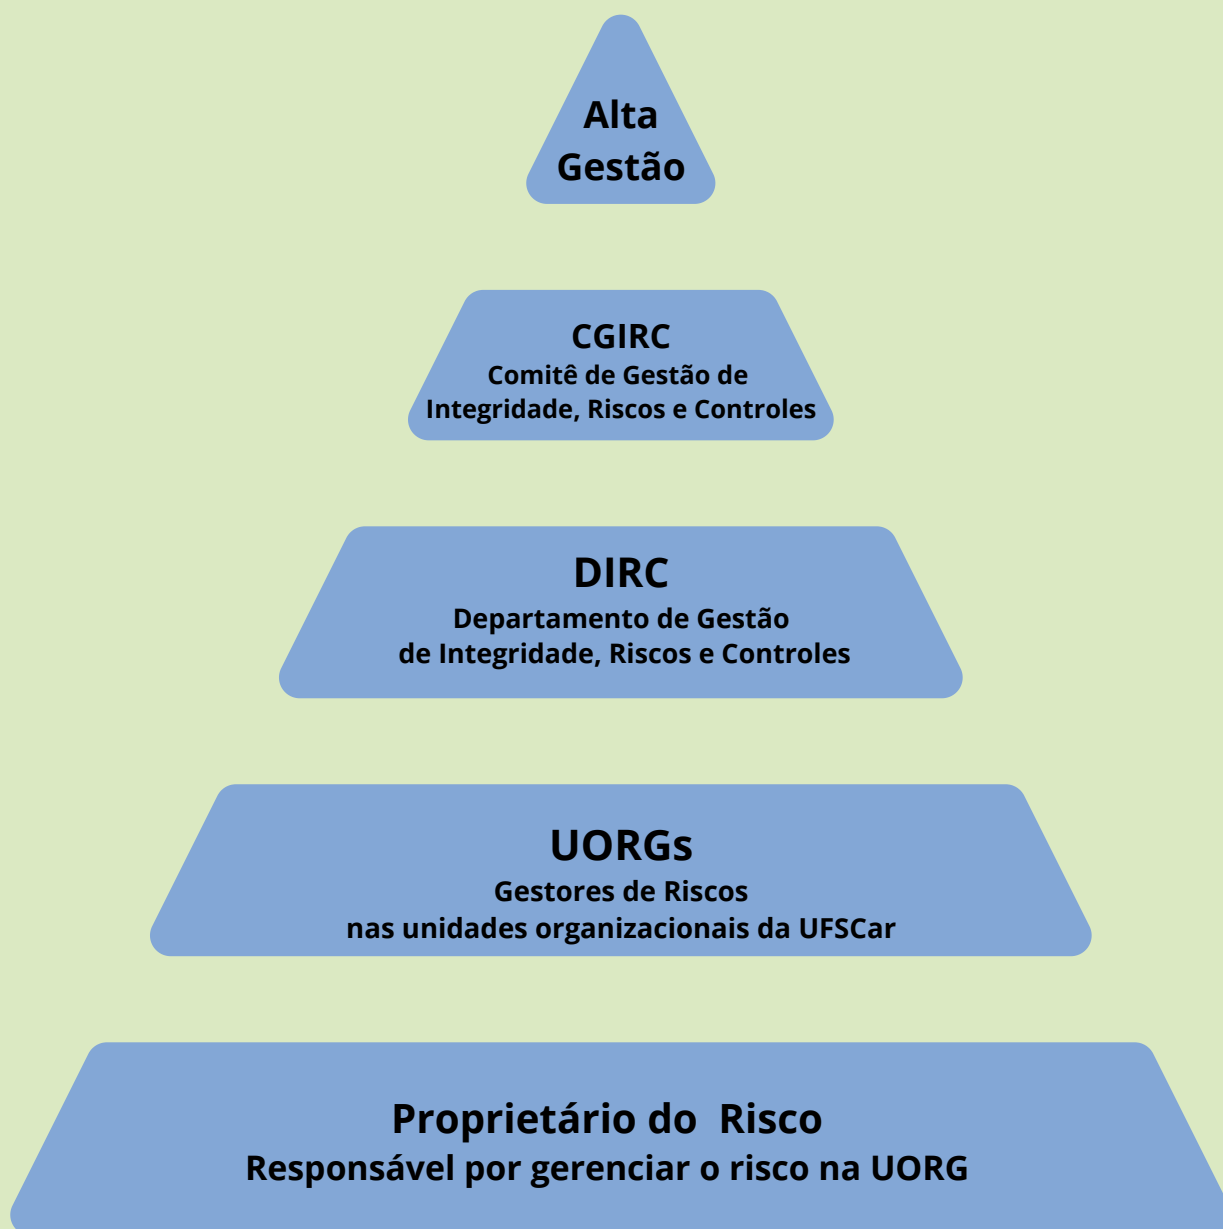 Alta
Gestão
CGIRC
Comitê de Gestão de
Integridade, Riscos e Controles
DIRC
Departamento de Gestão
de Integridade, Riscos e Controles
UORGs
Gestores de Riscos
nas unidades organizacionais da UFSCar
Proprietário do Risco
Responsável por gerenciar o risco na UORG